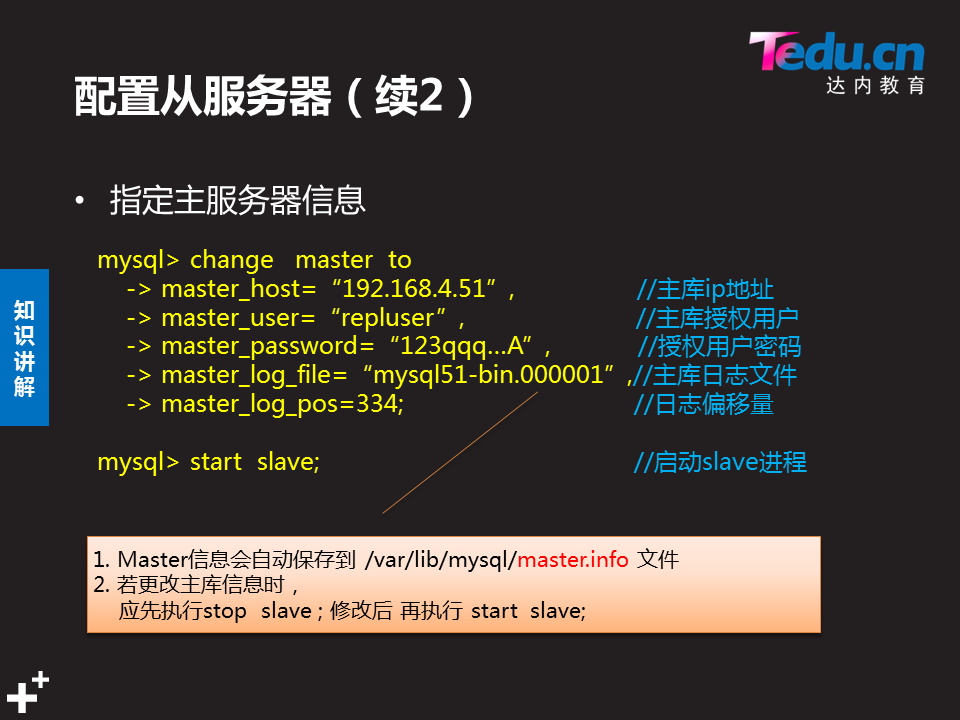 Tedu.cn
达内教育
配置从服务器（续2）
• 指定主服务器信息
知识讲解
mysql> change master to
-> master_host=“192.168.4.51”, //主库ip地址
-> master_user=“repluser”, //主库授权用户
-> master_password=“123qqq…A”, //授权用户密码
-> master_log_file=“mysql51-bin.000001”,//主库日志文件
-> master_log_pos=334; //日志偏移量
mysql> start slave; //启动slave进程
1. Master信息会自动保存到 /var/lib/mysql/master.info 文件
2. 若更改主库信息时，
应先执行stop slave；修改后 再执行 start slave;